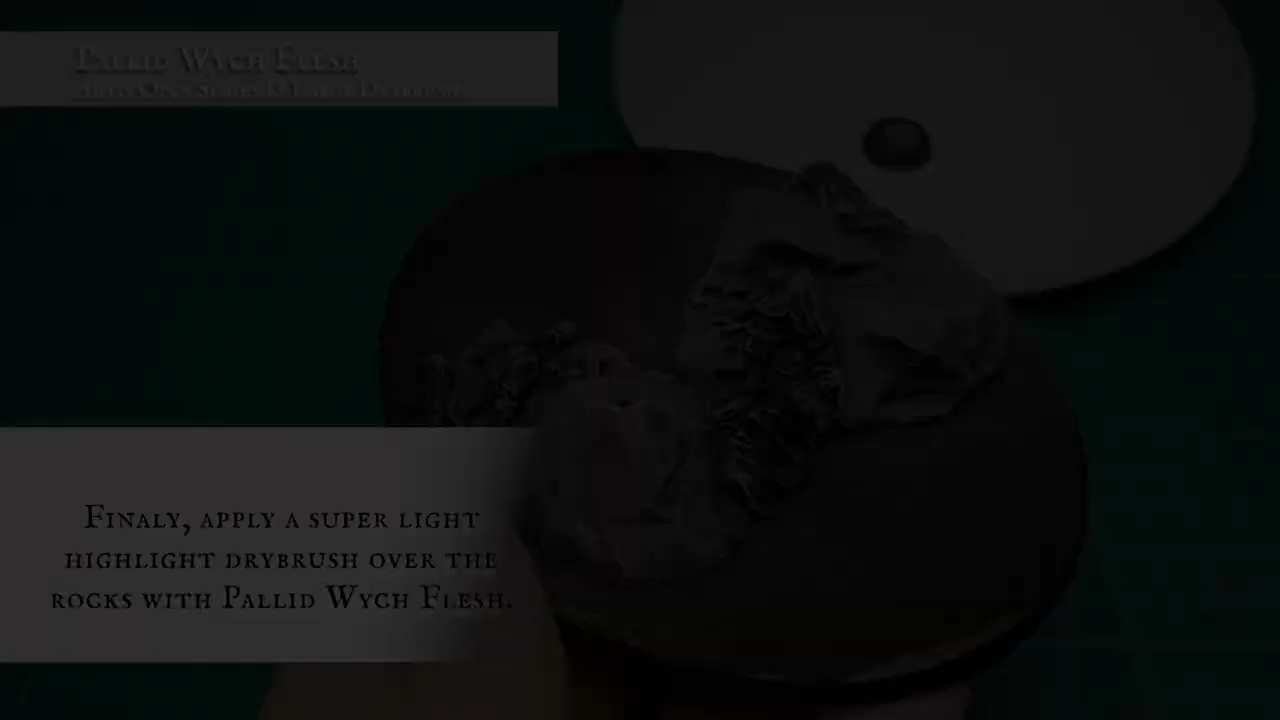 Pallid Wych Flesh
Finaly, apply a super light
highlight drybrush over the
rocks with Pallid Wych Flesh.